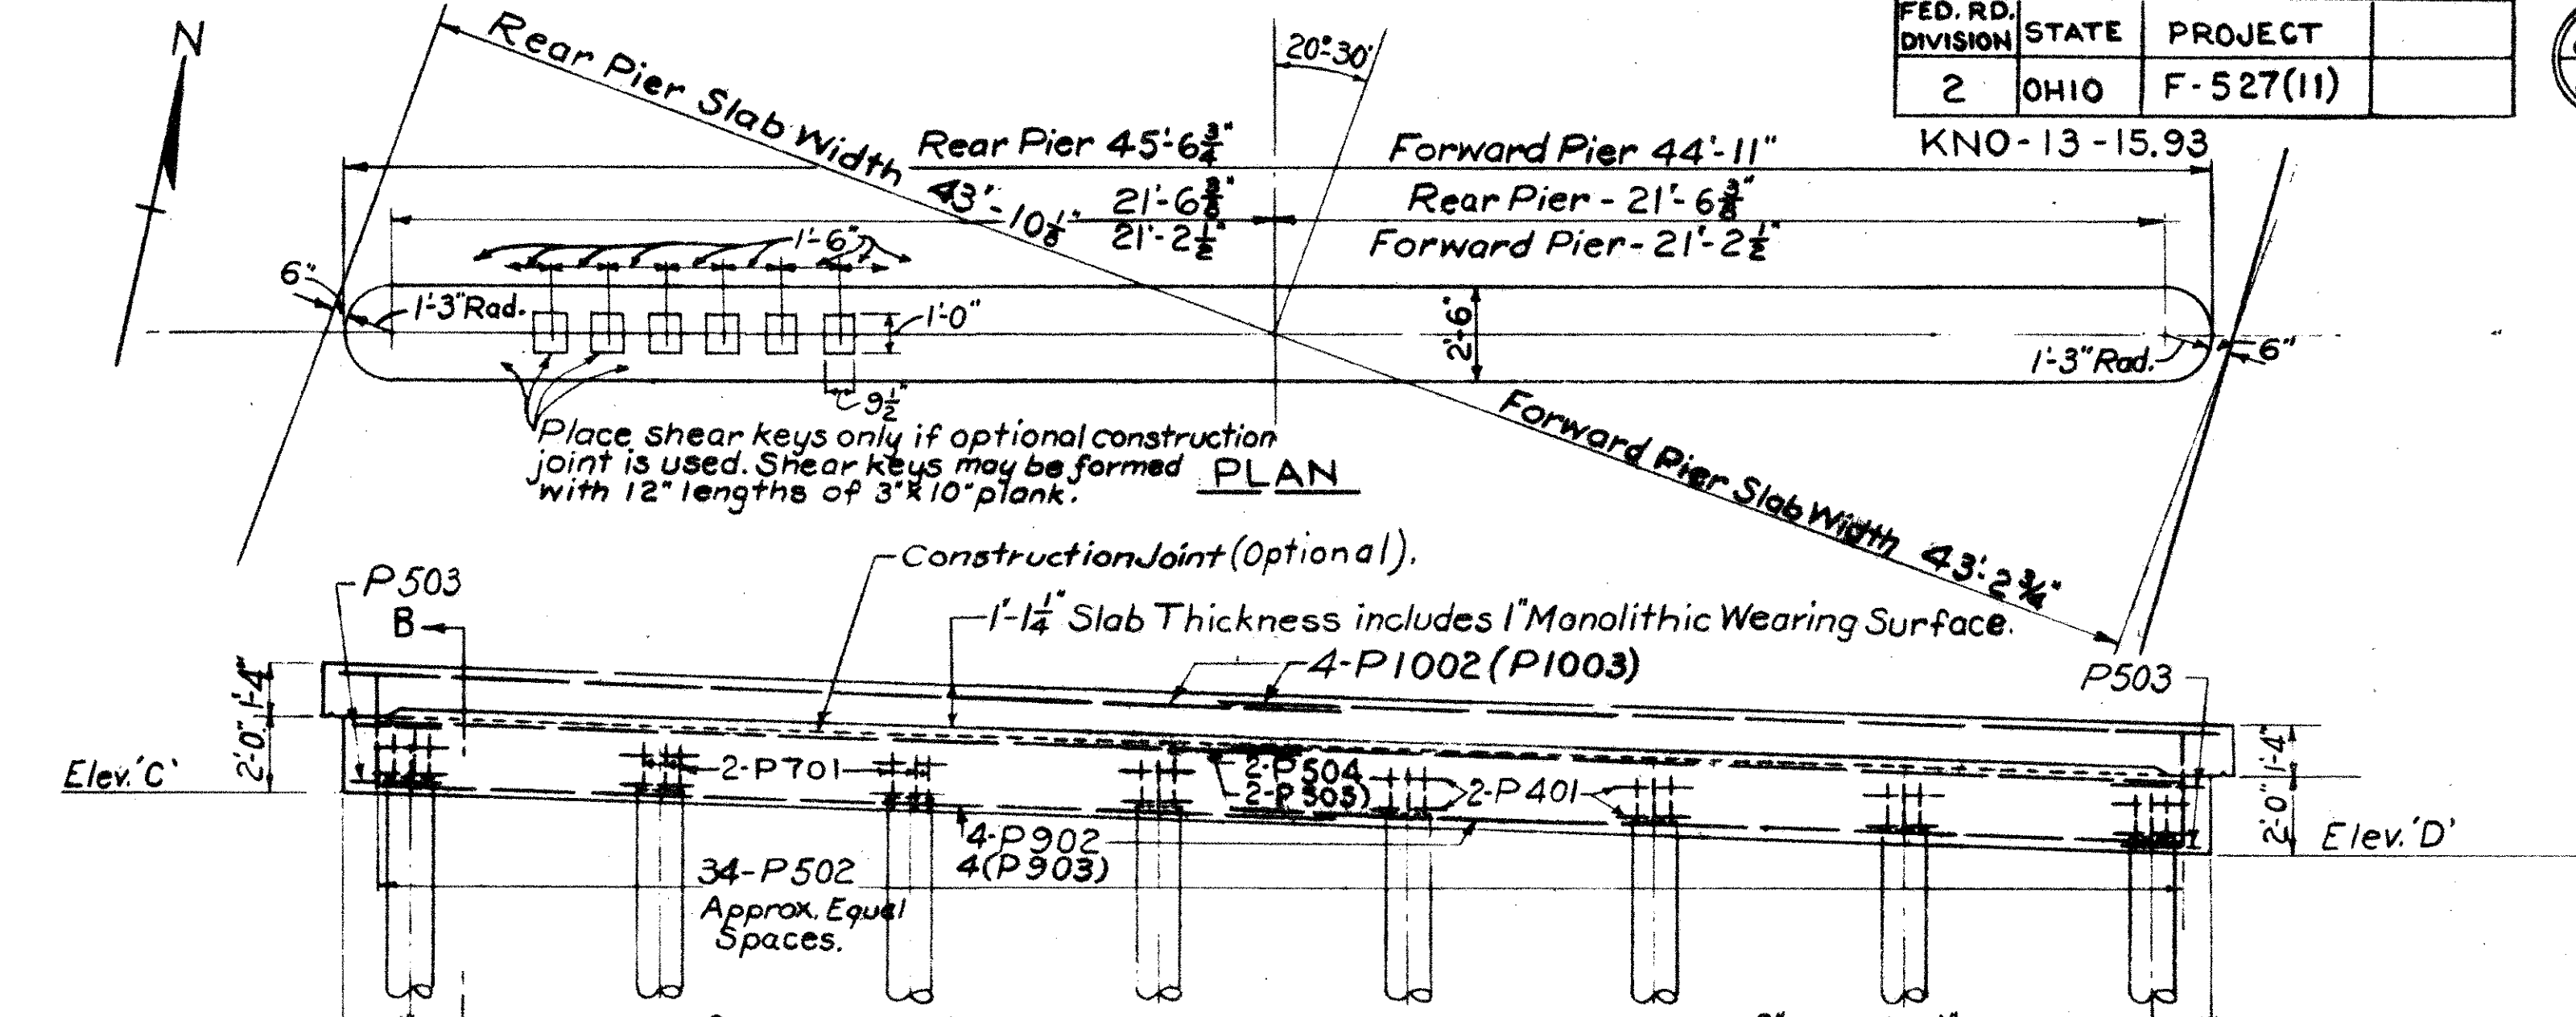 N
Rear Pier Slab Width 43'-10⅛"
20°-30'
FED. RD. DIVISION STATE PROJECT
2 OHIO F-527(11)
KNO-13-15.93
Rear Pier 45'-6¾"
Forward Pier 44'-11"
21'-6⅜"
21'-2½"
Rear Pier - 21'-6⅜"
Forward Pier - 21'-2½"
1'-6"
6"
1'-3" Rad.
1'-0"
2'-6"
1'-3" Rad.
6"
9½"
Place shear keys only if optional construction
joint is used. Shear keys may be formed
with 12" lengths of 3"x10" plank.
PLAN
Forward Pier Slab Width 43'-2¾"
Construction Joint (Optional).
P503
B
1'-1¼" Slab Thickness includes 1" Monolithic Wearing Surface.
4-P1002 (P1003)
P503
1'-4"
2'-0"
Elev. 'C'
2-P701
2-P504
2-P505)
2-P401
1'-4"
2'-0"
Elev. 'D'
4-P902
4(P903)
34-P502
Approx. Equal
Spaces.